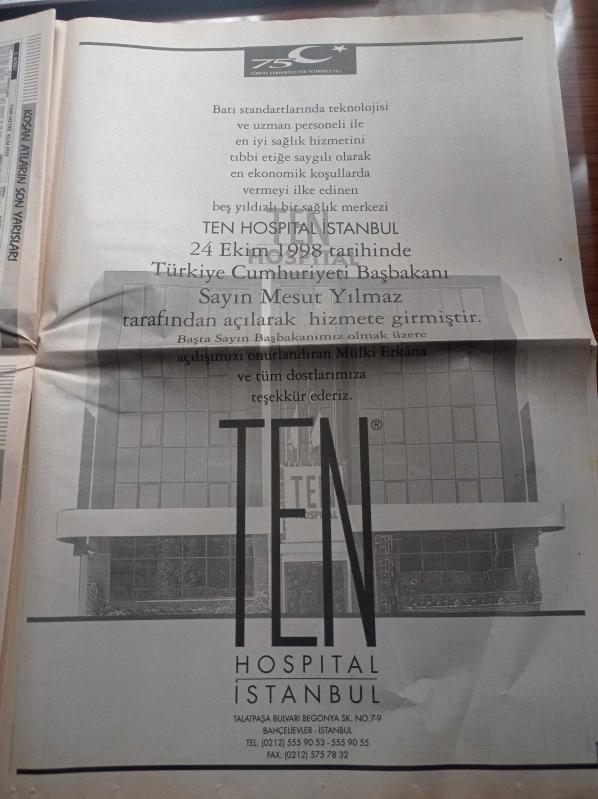 75
TÜRKİYE CUMHURİYETİ'NİN YETMİŞBEŞ YILI
KOŞAN ATLARIN SON YARIŞLARI
Batı standartlarında teknolojisi
ve uzman personeli ile
en iyi sağlık hizmetini
tıbbi etiğe saygılı olarak
en ekonomik koşullarda
vermeyi ilke edinen
beş yıldızlı bir sağlık merkezi
TEN HOSPITAL İSTANBUL
24 Ekim 1998 tarihinde
Türkiye Cumhuriyeti Başbakanı
Sayın Mesut Yılmaz
tarafından açılarak hizmete girmiştir.
Başta Sayın Başbakanımız olmak üzere
açılışımızı onurlandıran Mülki Erkâna
ve tüm dostlarımıza
teşekkür ederiz.
TEN
HOSPITAL
TEN
HOSPITAL
TEN®
HOSPITAL
İSTANBUL
TALATPAŞA BULVARI BEGONYA SK. NO.7-9
BAHÇELİEVLER - İSTANBUL
TEL: (0212) 555 90 53 - 555 90 55
FAX: (0212) 575 78 32